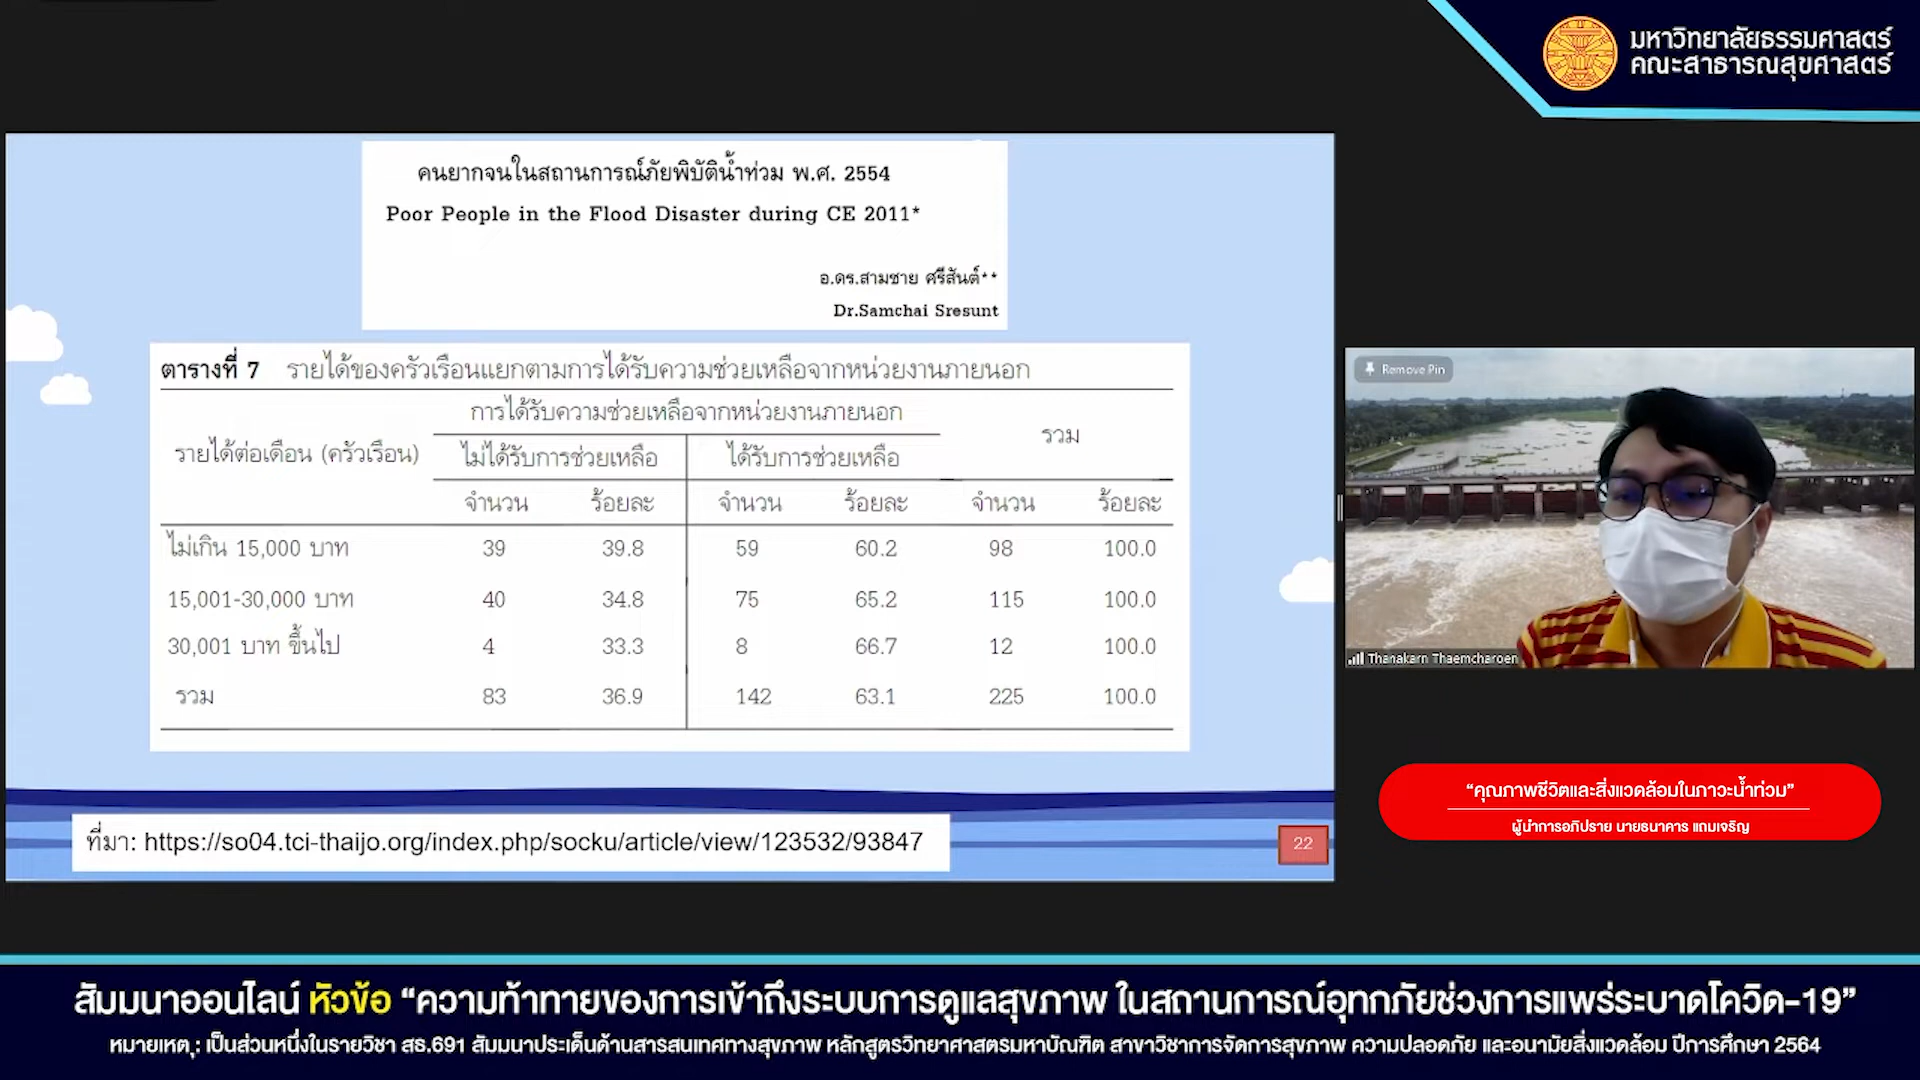 มหาวิทยาลัยธรรมศาสตร์
คณะสาธารณสุขศาสตร์
คนยากจนในสถานการณ์ภัยพิบัติน้ำท่วม พ.ศ. 2554
Poor People in the Flood Disaster during CE 2011*
อ.ดร.สามชาย ศรีสันต์**
Dr.Samchai Sresunt
ตารางที่ 7 รายได้ของครัวเรือนแยกตามการได้รับความช่วยเหลือจากหน่วยงานภายนอก
รายได้ต่อเดือน (ครัวเรือน) การได้รับความช่วยเหลือจากหน่วยงานภายนอก รวม
ไม่ได้รับการช่วยเหลือ ได้รับการช่วยเหลือ
จำนวน ร้อยละ จำนวน ร้อยละ จำนวน ร้อยละ
ไม่เกิน 15,000 บาท 39 39.8 59 60.2 98 100.0
15,001-30,000 บาท 40 34.8 75 65.2 115 100.0
30,001 บาท ขึ้นไป 4 33.3 8 66.7 12 100.0
รวม 83 36.9 142 63.1 225 100.0
ที่มา: https://so04.tci-thaijo.org/index.php/socku/article/view/123532/93847
22
Remove Pin
Thanakarn Thaemcharoen
“คุณภาพชีวิตและสิ่งแวดล้อมในภาวะน้ำท่วม”
ผู้นำการอภิปราย นายธนาคาร แถมเจริญ
สัมมนาออนไลน์ หัวข้อ “ความท้าทายของการเข้าถึงระบบการดูแลสุขภาพ ในสถานการณ์อุทกภัยช่วงการแพร่ระบาดโควิด-19”
หมายเหตุ: เป็นส่วนหนึ่งในรายวิชา สธ.691 สัมมนาประเด็นด้านสารสนเทศทางสุขภาพ หลักสูตรวิทยาศาสตรมหาบัณฑิต สาขาวิชาการจัดการสุขภาพ ความปลอดภัย และอนามัยสิ่งแวดล้อม ปีการศึกษา 2564